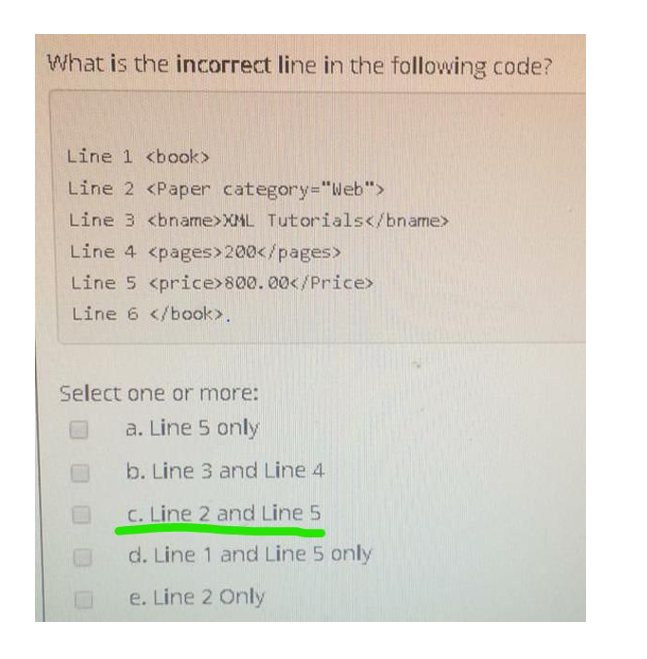 What is the incorrect line in the following code?
Line 1 <book>
Line 2 <Paper category="Web">
Line 3 <bname>XML Tutorials</bname>
Line 4 <pages>200</pages>
Line 5 <price>800.00</Price>
Line 6 </book>.
Select one or more:
a. Line 5 only
b. Line 3 and Line 4
c. Line 2 and Line 5
d. Line 1 and Line 5 only
e. Line 2 Only